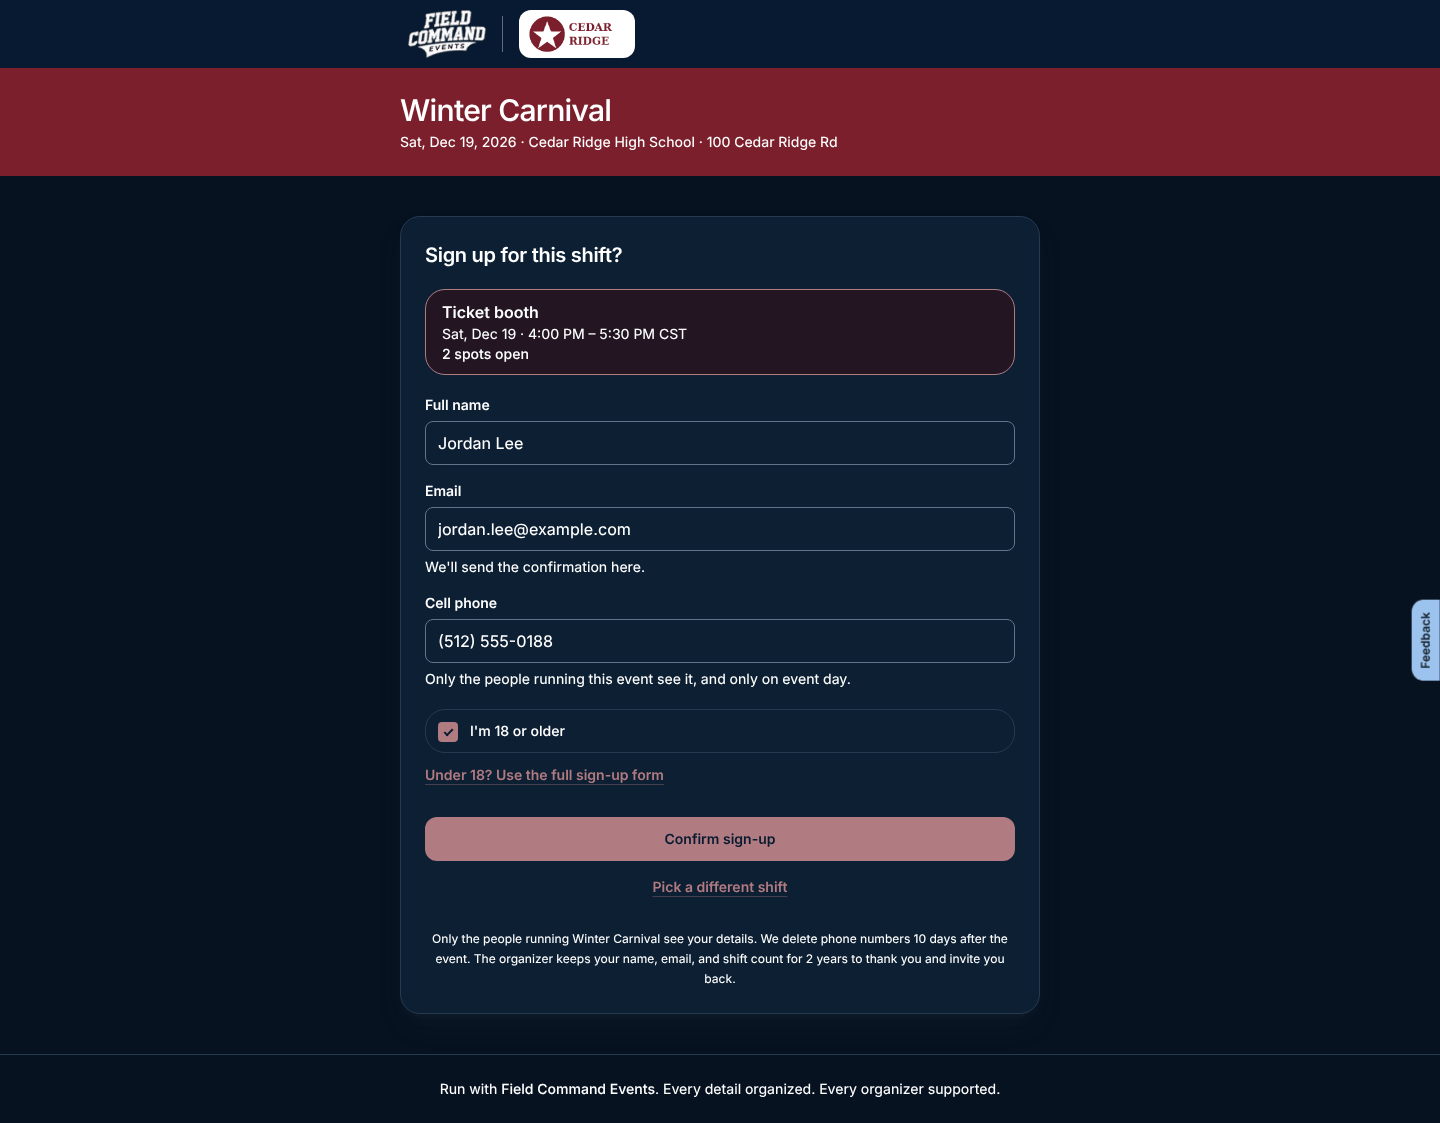 FIELD
COMMAND
EVENTS
CEDAR
RIDGE
Winter Carnival
Sat, Dec 19, 2026 · Cedar Ridge High School · 100 Cedar Ridge Rd
Sign up for this shift?
Ticket booth
Sat, Dec 19 · 4:00 PM – 5:30 PM CST
2 spots open
Full name
Jordan Lee
Email
jordan.lee@example.com
We'll send the confirmation here.
Cell phone
(512) 555-0188
Only the people running this event see it, and only on event day.
I'm 18 or older
Under 18? Use the full sign-up form
Confirm sign-up
Pick a different shift
Only the people running Winter Carnival see your details. We delete phone numbers 10 days after the
event. The organizer keeps your name, email, and shift count for 2 years to thank you and invite you
back.
Feedback
Run with Field Command Events. Every detail organized. Every organizer supported.